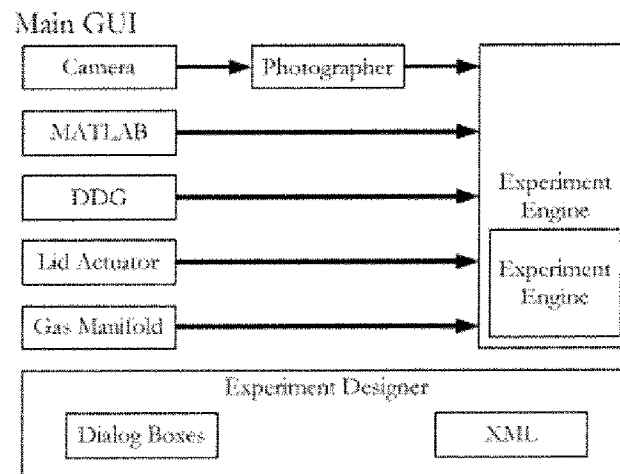 Main GUI
Camera
Photographer
MATLAB
DDG
Lid Actuator
Gas Manifold
Experiment
Engine
Experiment
Engine
Experiment Designer
Dialog Boxes
XML